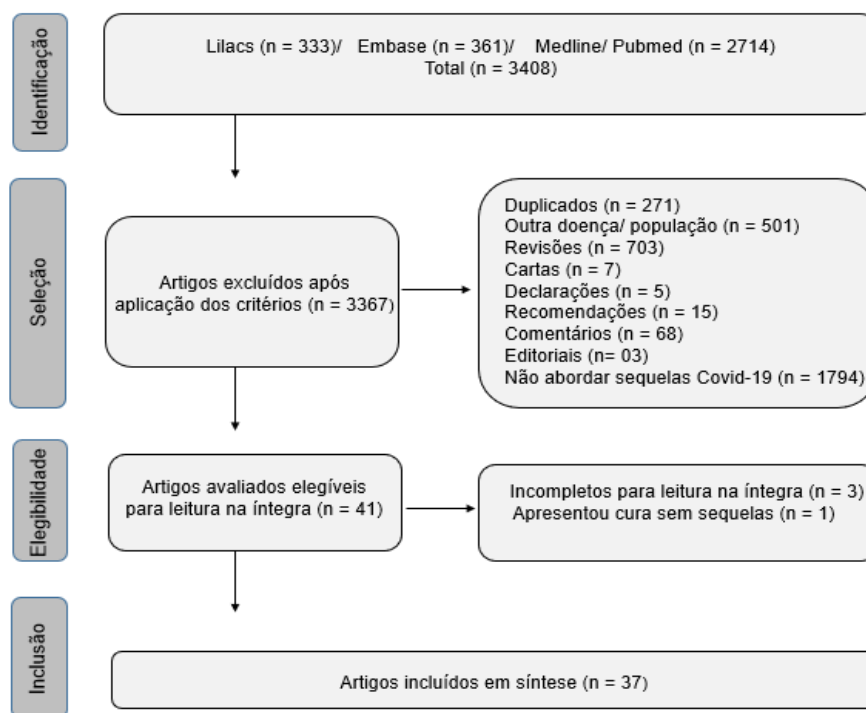 Identificação
Lilacs (n = 333)/ Embase (n = 361)/ Medline/ Pubmed (n = 2714)
Total (n = 3408)
Seleção
Artigos excluídos após
aplicação dos critérios (n = 3367)
Duplicados (n = 271)
Outra doença/ população (n = 501)
Revisões (n = 703)
Cartas (n = 7)
Declarações (n = 5)
Recomendações (n = 15)
Comentários (n = 68)
Editoriais (n= 03)
Não abordar sequelas Covid-19 (n = 1794)
Elegibilidade
Artigos avaliados elegíveis
para leitura na íntegra (n = 41)
Incompletos para leitura na íntegra (n = 3)
Apresentou cura sem sequelas (n = 1)
Inclusão
Artigos incluídos em síntese (n = 37)